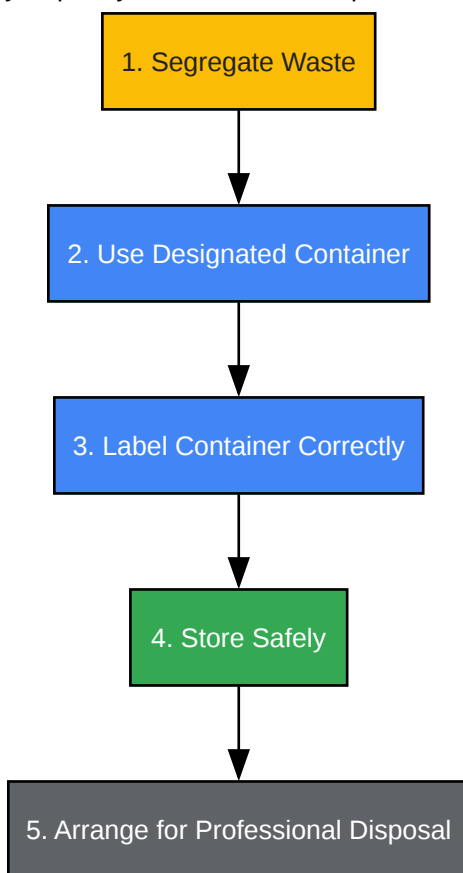 1. Segregate Waste
2. Use Designated Container
3. Label Container Correctly
4. Store Safely
5. Arrange for Professional Disposal